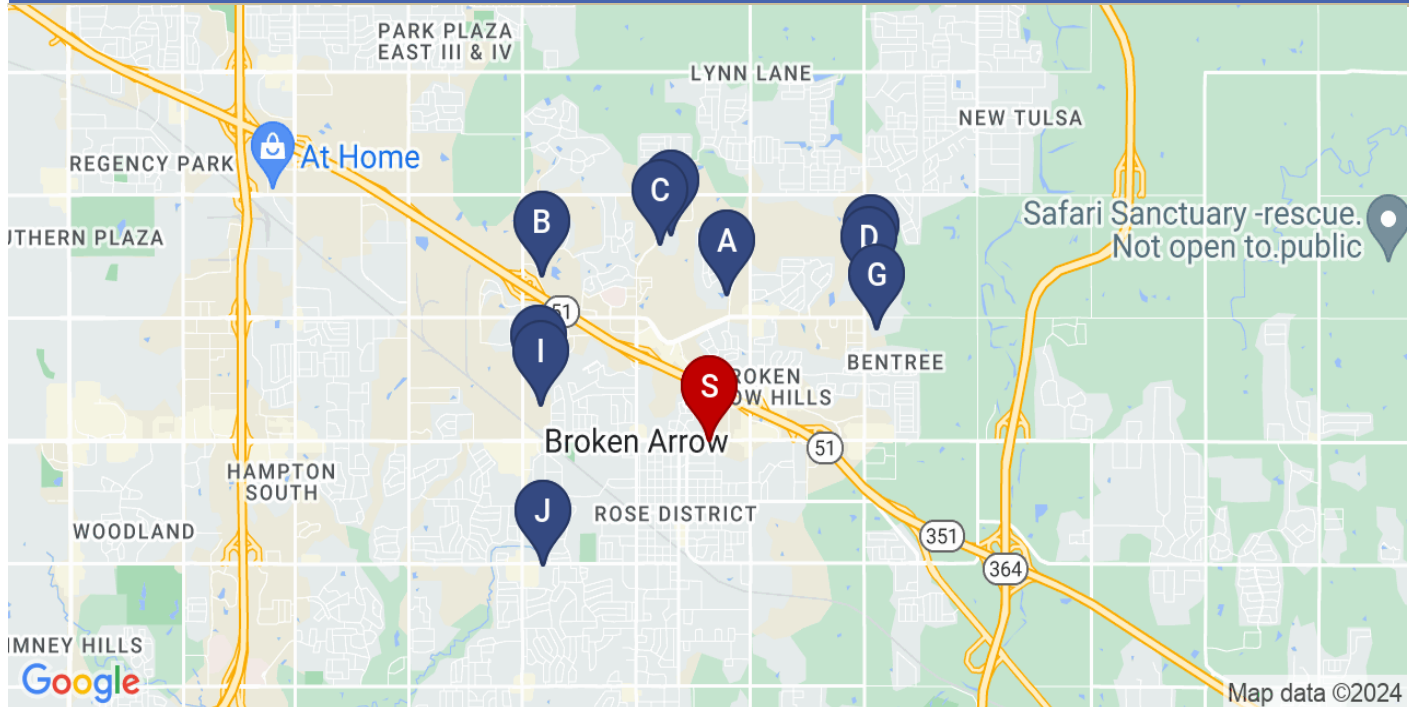 PARK PLAZA
EAST III & IV
LYNN LANE
NEW TULSA
REGENCY PARK
At Home
C
B
A
D
G
UTHERN PLAZA
Safari Sanctuary -rescue.
Not open to.public
51
I
S
BENTREE
ROKEN
OW HILLS
Broken Arrow
51
HAMPTON
SOUTH
J
ROSE DISTRICT
WOODLAND
351
364
IMNEY HILLS
Google
Map data ©2024